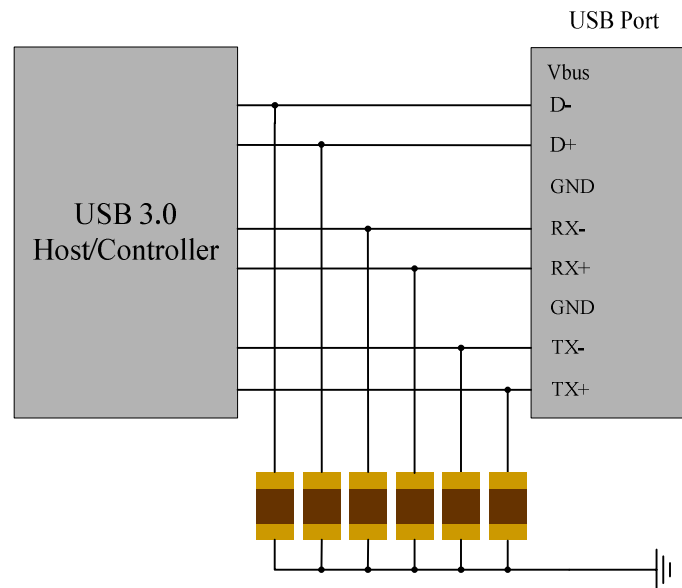 USB Port
USB 3.0
Host/Controller
Vbus
D-
D+
GND
RX-
RX+
GND
TX-
TX+